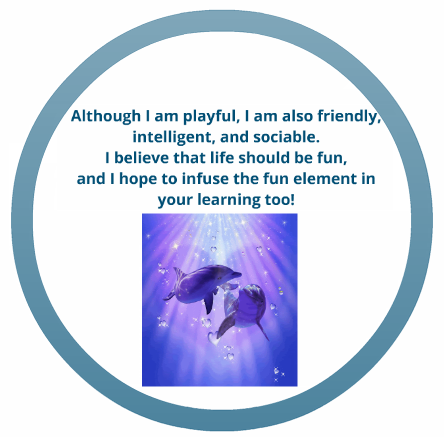 Although I am playful, I am also friendly,
intelligent, and sociable.
I believe that life should be fun,
and I hope to infuse the fun element in
your learning too!